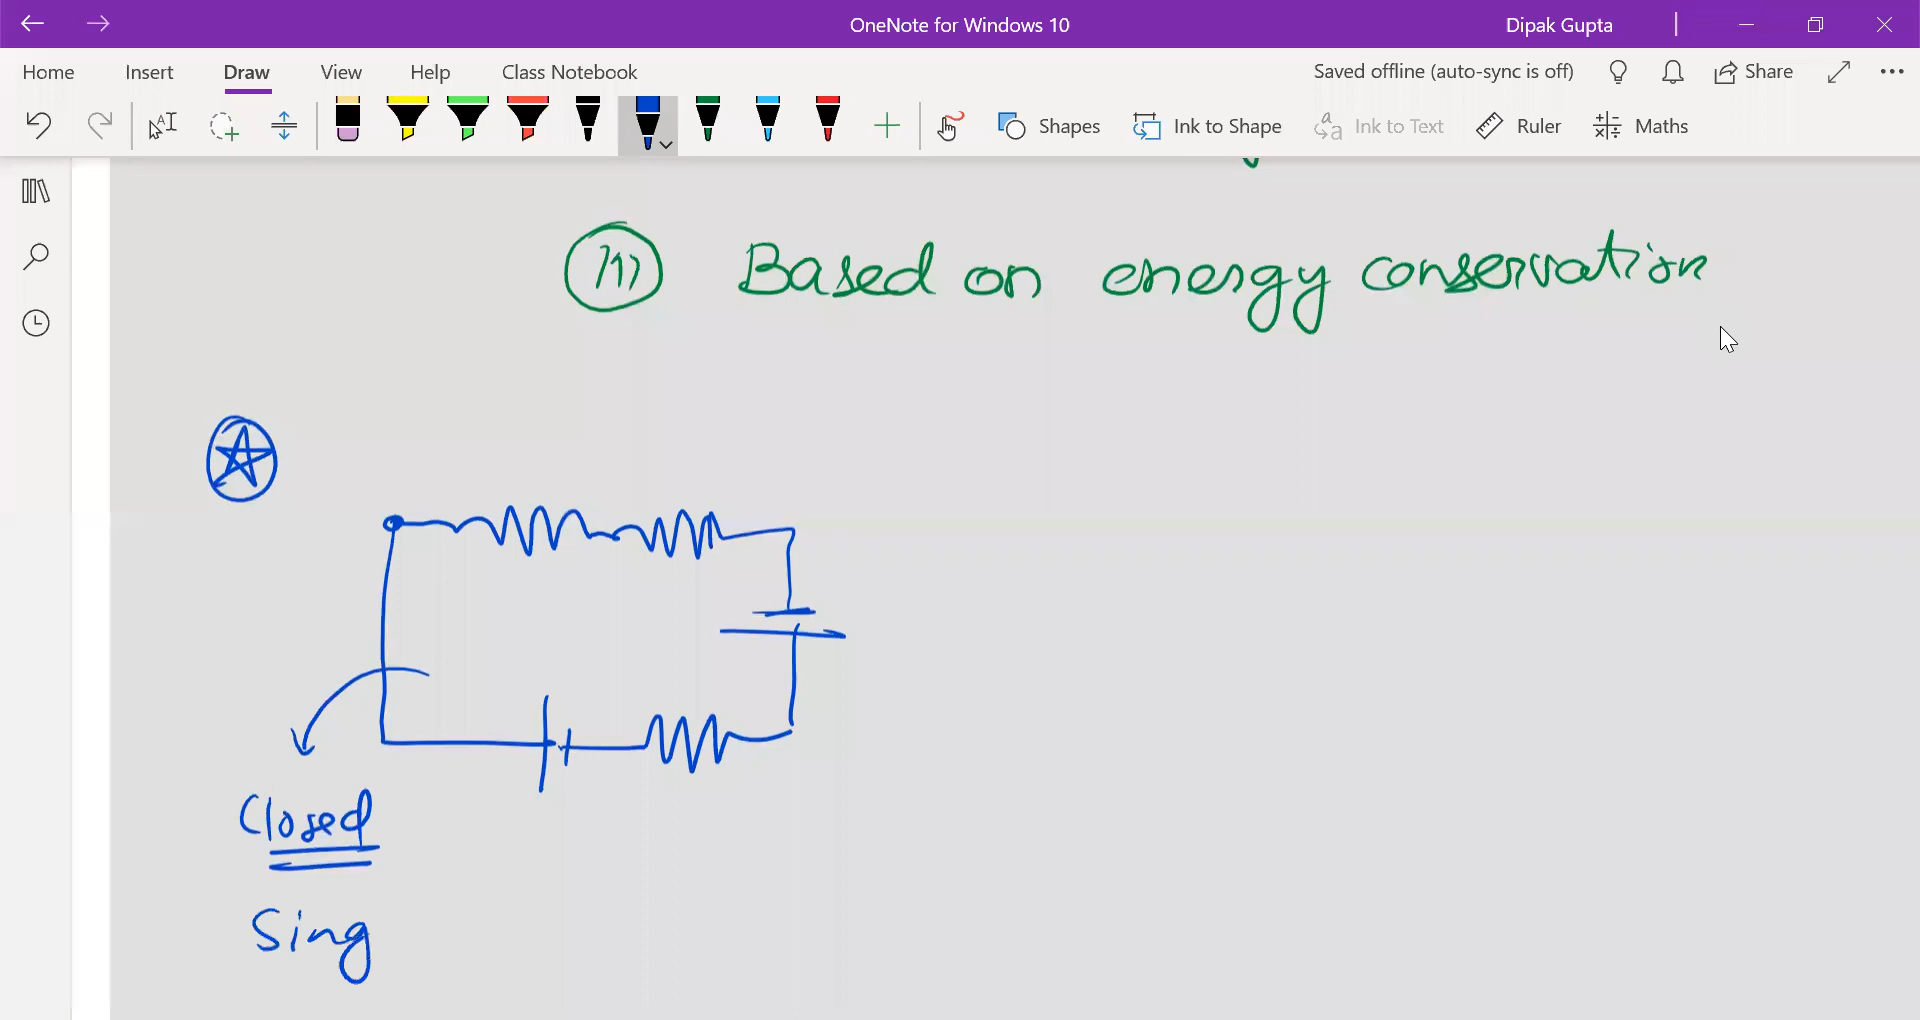 OneNote for Windows 10
Dipak Gupta
Home Insert Draw View Help Class Notebook
Saved offline (auto-sync is off) Share
Shapes Ink to Shape Ink to Text Ruler Maths
Based on energy conservation
Closed
Sing